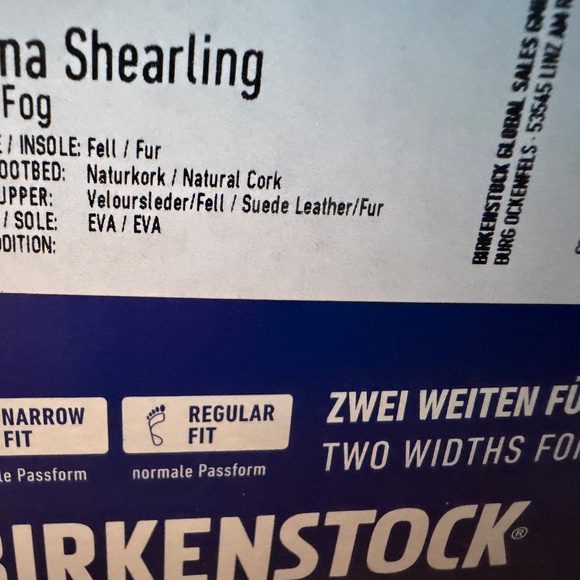 na Shearling
Fog
E / INSOLE: Fell / Fur
OOTBED: Naturkork / Natural Cork
UPPER: Veloursleder/Fell / Suede Leather/Fur
/ SOLE: EVA / EVA
DDITION:
BIRKENSTOCK GLOBAL SALES GM
BURG OCKENFELS · 53545 LINZ AM R
NARROW
FIT
le Passform
REGULAR
FIT
normale Passform
ZWEI WEITEN FÜ
TWO WIDTHS FO
BIRKENSTOCK®